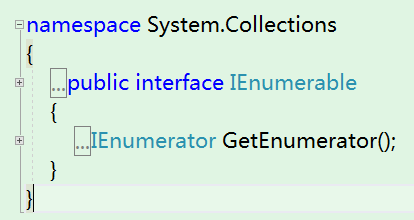 namespace System.Collections
{
...public interface IEnumerable
{
...IEnumerator GetEnumerator();
}
}